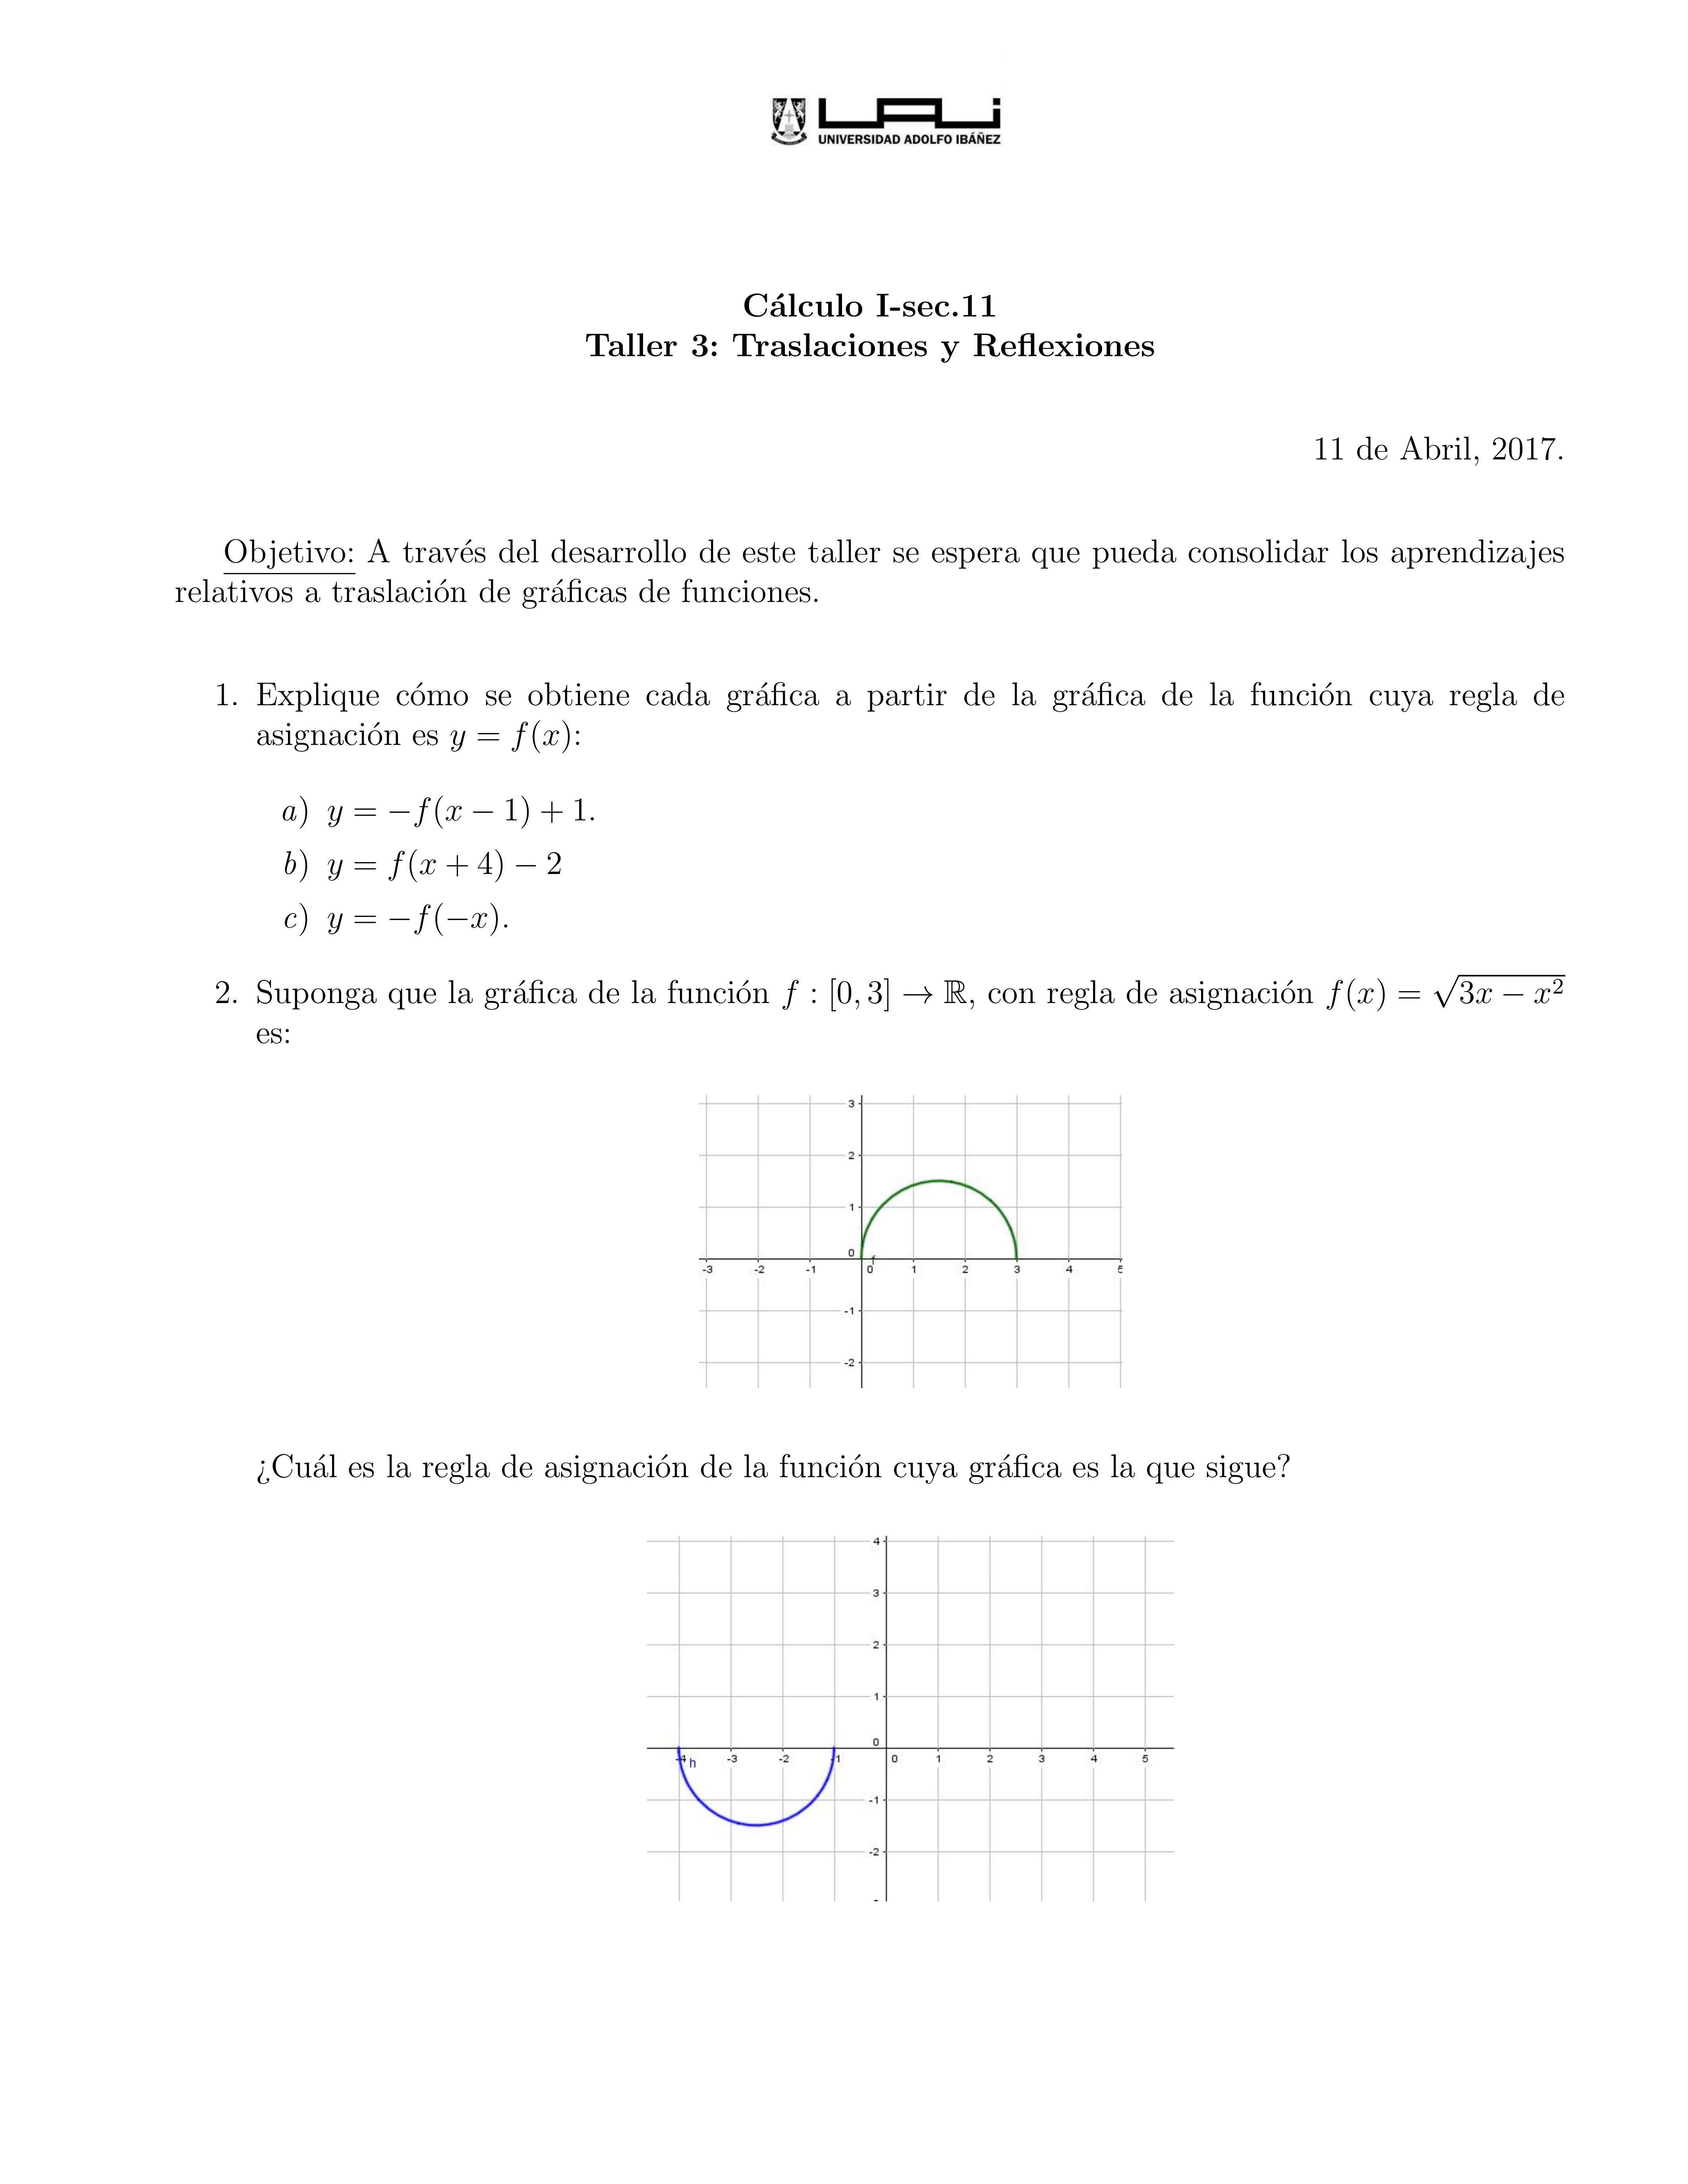 UAI
UNIVERSIDAD ADOLFO IBÁÑEZ
Cálculo I-sec.11
Taller 3: Traslaciones y Reflexiones
11 de Abril, 2017.
Objetivo: A través del desarrollo de este taller se espera que pueda consolidar los aprendizajes
relativos a traslación de gráficas de funciones.
1. Explique cómo se obtiene cada gráfica a partir de la gráfica de la función cuya regla de
asignación es y = f(x):
a) y = −f(x − 1) + 1.
b) y = f(x + 4) − 2
c) y = −f(−x).
2. Suponga que la gráfica de la función f : [0, 3] → ℝ, con regla de asignación f(x) = √(3x − x²)
es:
3
2
1
0
-3 -2 -1 0 f 1 2 3 4 5
-1
-2
¿Cuál es la regla de asignación de la función cuya gráfica es la que sigue?
4
3
2
1
0
-4 h -3 -2 -1 0 1 2 3 4 5
-1
-2